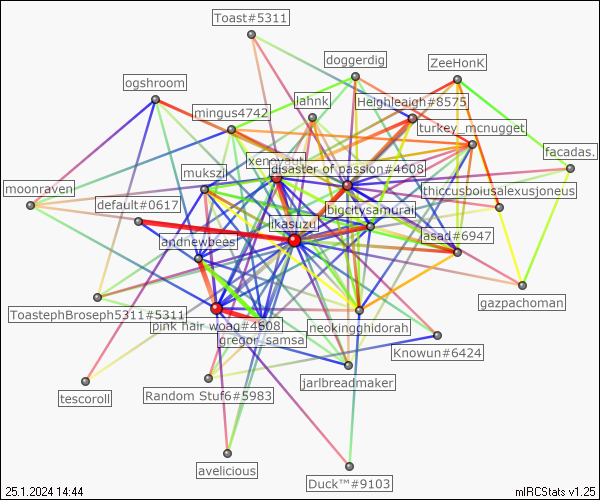 Toast#5311
doggerdig
ZeeHonK
ogshroom
lahnk
Heighleaigh#8575
mingus4742
turkey_mcnugget
facadas.
xenovaut
disaster of passion#4608
mukszi
thiccusbousalexusjoneus
moonraven
default#0617
bigcitysamurai
ikasuzu
asad#6947
andnewbees
gazpachoman
ToastephBroseph5311#5311
pink hair woag#4608
neokingghidorah
gregor_samsa
Knowun#6424
jarlbreadmaker
tescoroll
Random Stuf6#5983
avelicious
Duck™#9103
25.1.2024 14:44
mIRCStats v1.25